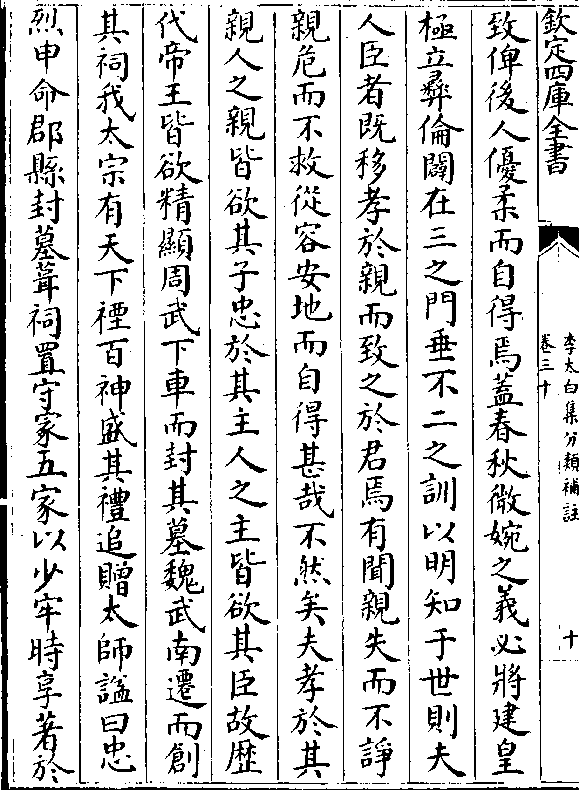 欽定四庫全書
李太白集分類補註
卷三十
十
致俾後人優柔而自得焉蓋春秋微婉之義必將建皇
極立彝倫闢在三之門垂不二之訓以明知于世則夫
人臣者既移孝於親而致之於君焉有聞親失而不諍
親危而不救從容安地而自得甚哉不然矣夫孝於其
親人之親皆欲其子忠於其主人之主皆欲其臣故歴
代帝王皆欲精顯周武下車而封其墓魏武南遷而創
其祠我太宗有天下禋百神盛其禮追贈太師諡曰忠
烈申命郡縣封墓葺祠置守冢五家以少牢時享著於